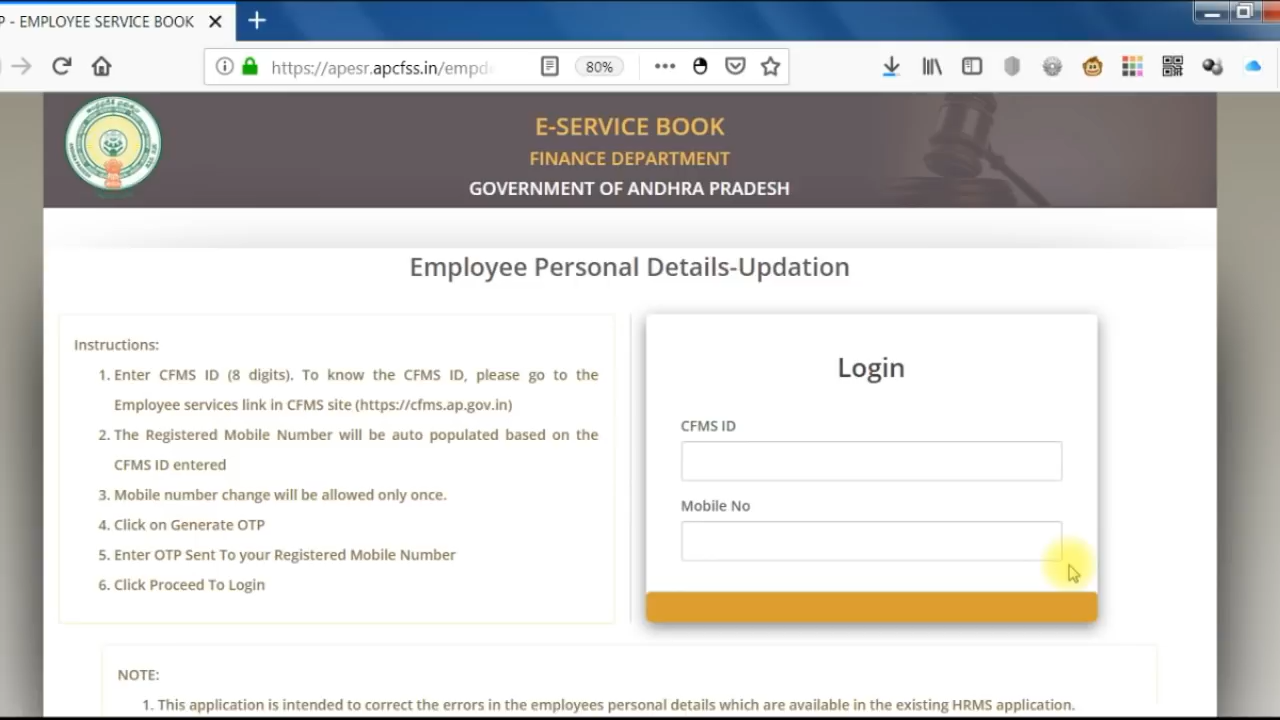 - EMPLOYEE SERVICE BOOK
https://apesr.apcfss.in/empd
80%
E-SERVICE BOOK
FINANCE DEPARTMENT
GOVERNMENT OF ANDHRA PRADESH
Employee Personal Details-Updation
Instructions:
1. Enter CFMS ID (8 digits). To know the CFMS ID, please go to the
Employee services link in CFMS site (https://cfms.ap.gov.in)
2. The Registered Mobile Number will be auto populated based on the
CFMS ID entered
3. Mobile number change will be allowed only once.
4. Click on Generate OTP
5. Enter OTP Sent To your Registered Mobile Number
6. Click Proceed To Login
Login
CFMS ID
Mobile No
NOTE:
1. This application is intended to correct the errors in the employees personal details which are available in the existing HRMS application.